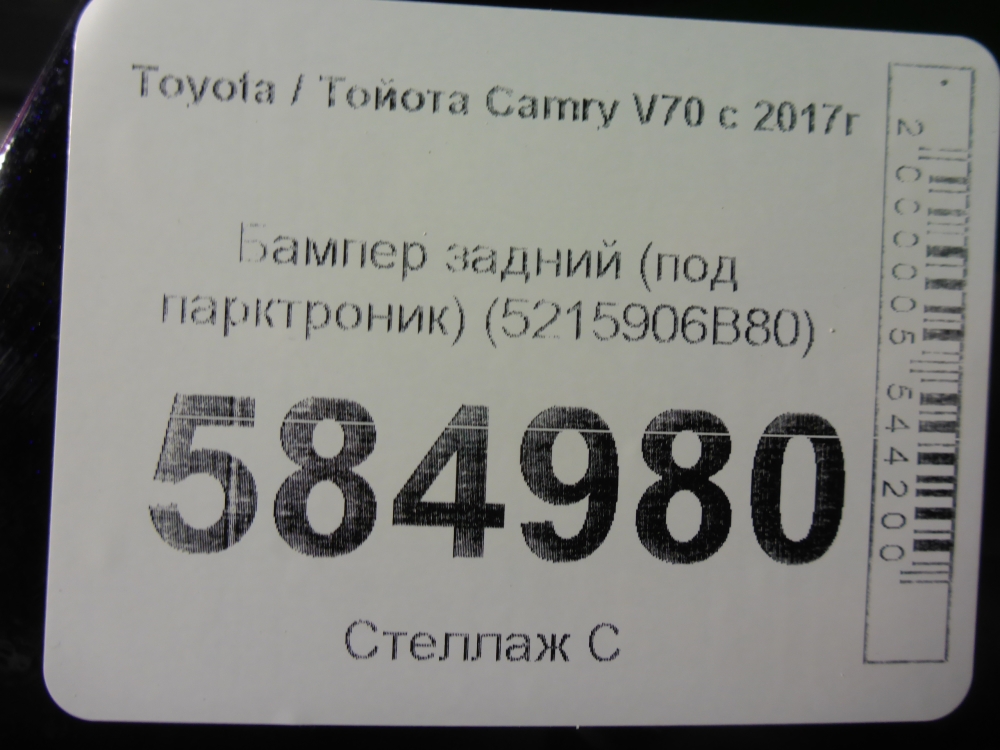 Toyota / Тойота Camry V70 с 2017г
Бампер задний (под
парктроник) (5215906B80)
584980
Стеллаж С
2000005544200